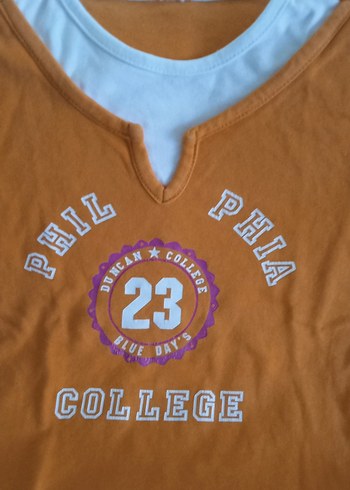 PHIL PHIA
DUNCAN ★ COLLEGE
23
BLUE DAY'S
COLLEGE